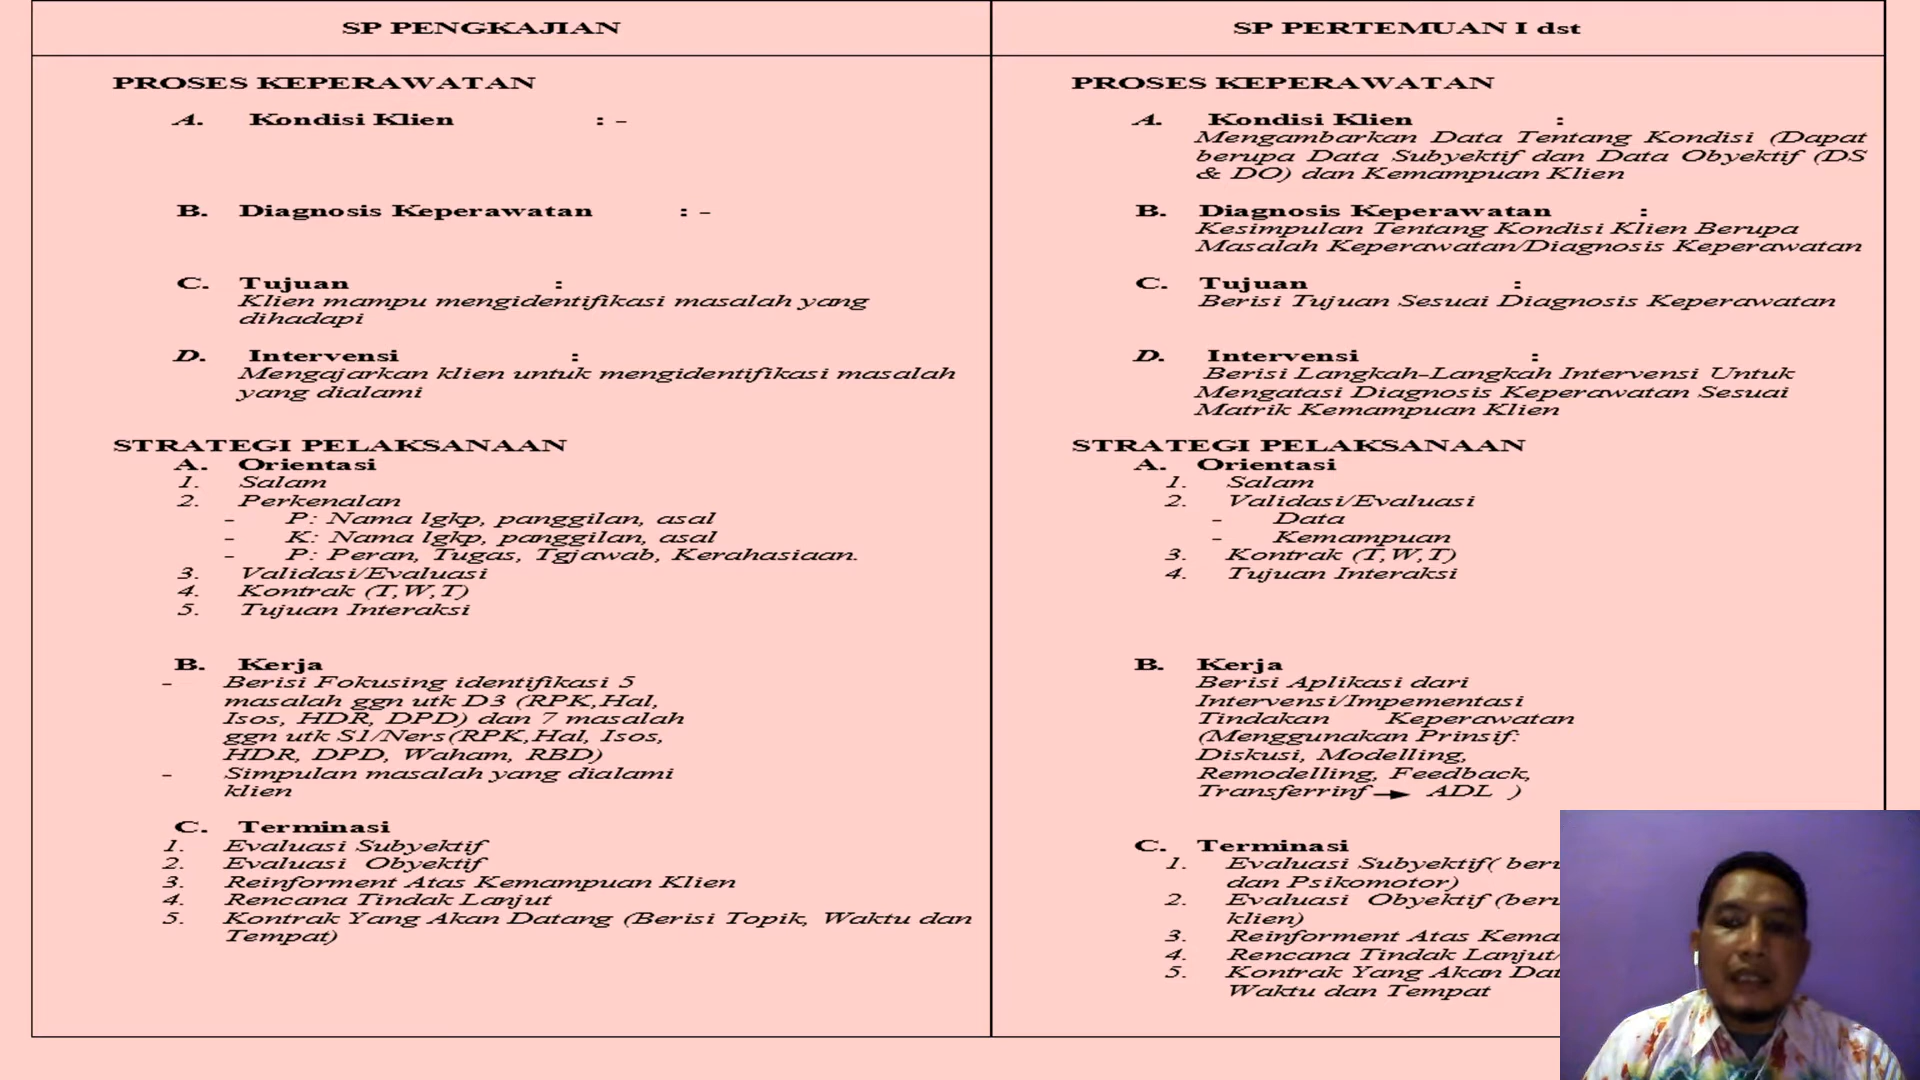 SP PENGKAJIAN
PROSES KEPERAWATAN
A. Kondisi Klien : -
B. Diagnosis Keperawatan : -
C. Tujuan :
Klien mampu mengidentifikasi masalah yang
dihadapi
D. Intervensi :
Mengajarkan klien untuk mengidentifikasi masalah
yang dialami
STRATEGI PELAKSANAAN
A. Orientasi
1. Salam
2. Perkenalan
- P: Nama lgkp, panggilan, asal
- K: Nama lgkp, panggilan, asal
- P: Peran, Tugas, Tgjawab, Kerahasiaan.
3. Validasi/Evaluasi
4. Kontrak (T,W,T)
5. Tujuan Interaksi
B. Kerja
- Berisi Fokusing identifikasi 5
masalah ggn utk D3 (RPK,Hal,
Isos, HDR, DPD) dan 7 masalah
ggn utk S1/Ners(RPK,Hal, Isos,
HDR, DPD, Waham, RBD)
- Simpulan masalah yang dialami
klien
C. Terminasi
1. Evaluasi Subyektif
2. Evaluasi Obyektif
3. Reinforment Atas Kemampuan Klien
4. Rencana Tindak Lanjut
5. Kontrak Yang Akan Datang (Berisi Topik, Waktu dan
Tempat)
SP PERTEMUAN I dst
PROSES KEPERAWATAN
A. Kondisi Klien :
Mengambarkan Data Tentang Kondisi (Dapat
berupa Data Subyektif dan Data Obyektif (DS
& DO) dan Kemampuan Klien
B. Diagnosis Keperawatan :
Kesimpulan Tentang Kondisi Klien Berupa
Masalah Keperawatan/Diagnosis Keperawatan
C. Tujuan :
Berisi Tujuan Sesuai Diagnosis Keperawatan
D. Intervensi :
Berisi Langkah-Langkah Intervensi Untuk
Mengatasi Diagnosis Keperawatan Sesuai
Matrik Kemampuan Klien
STRATEGI PELAKSANAAN
A. Orientasi
1. Salam
2. Validasi/Evaluasi
- Data
- Kemampuan
3. Kontrak (T,W,T)
4. Tujuan Interaksi
B. Kerja
Berisi Aplikasi dari
Intervensi/Impementasi
Tindakan Keperawatan
(Menggunakan Prinsif:
Diskusi, Modelling,
Remodelling, Feedback,
Transferrinf → ADL )
C. Terminasi
1. Evaluasi Subyektif(
dan Psikomotor)
2. Evaluasi Obyektif
klien)
3. Reinforment Atas
4. Rencana Tindak Lanjut/
5. Kontrak Yang Akan
Waktu dan Tempat